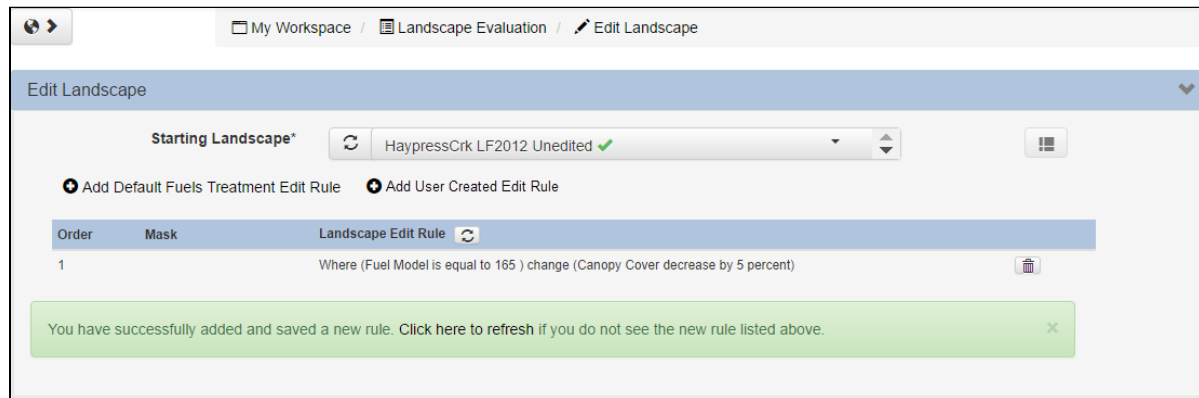 My Workspace / Landscape Evaluation / Edit Landscape
Edit Landscape
Starting Landscape* HaypressCrk LF2012 Unedited
Add Default Fuels Treatment Edit Rule Add User Created Edit Rule
Order Mask Landscape Edit Rule
1 Where (Fuel Model is equal to 165 ) change (Canopy Cover decrease by 5 percent)
You have successfully added and saved a new rule. Click here to refresh if you do not see the new rule listed above. ×